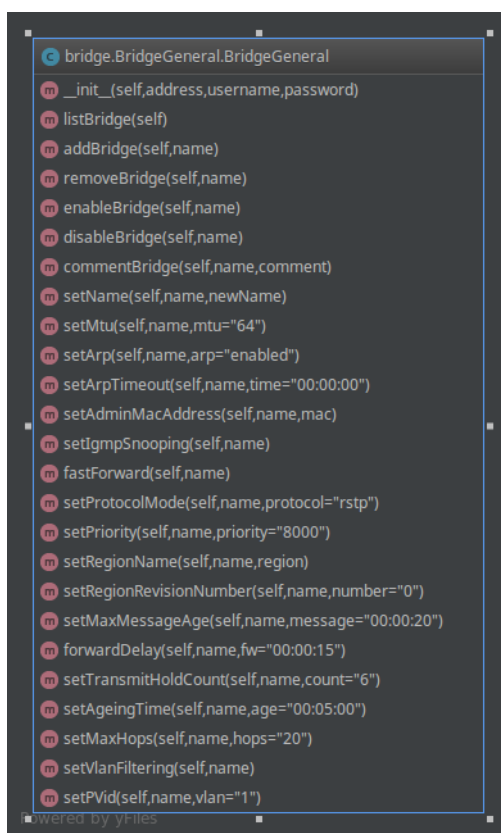 C bridge.BridgeGeneral.BridgeGeneral
m __init__(self,address,username,password)
m listBridge(self)
m addBridge(self,name)
m removeBridge(self,name)
m enableBridge(self,name)
m disableBridge(self,name)
m commentBridge(self,name,comment)
m setName(self,name,newName)
m setMtu(self,name,mtu="64")
m setArp(self,name,arp="enabled")
m setArpTimeout(self,name,time="00:00:00")
m setAdminMacAddress(self,name,mac)
m setIgmpSnooping(self,name)
m fastForward(self,name)
m setProtocolMode(self,name,protocol="rstp")
m setPriority(self,name,priority="8000")
m setRegionName(self,name,region)
m setRegionRevisionNumber(self,name,number="0")
m setMaxMessageAge(self,name,message="00:00:20")
m forwardDelay(self,name,fw="00:00:15")
m setTransmitHoldCount(self,name,count="6")
m setAgeingTime(self,name,age="00:05:00")
m setMaxHops(self,name,hops="20")
m setVlanFiltering(self,name)
m setPVid(self,name,vlan="1")
Powered by yFiles